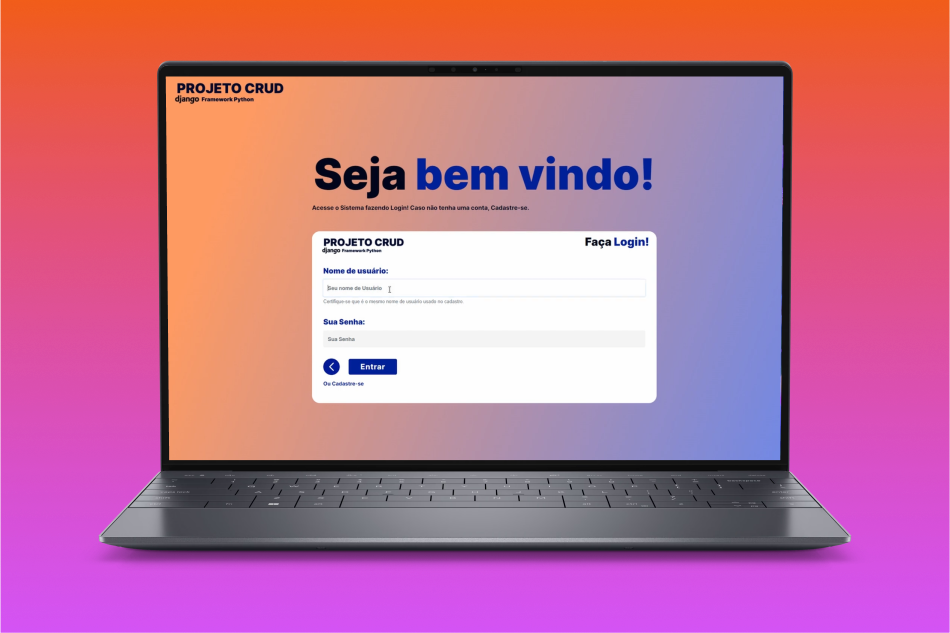 PROJETO CRUD
django Framework Python
Seja bem vindo!
Acesse o Sistema fazendo Login! Caso não tenha uma conta, Cadastre-se.
PROJETO CRUD
django Framework Python
Faça Login!
Nome de usuário:
Seu nome de Usuário
Certifique-se que é o mesmo nome de usuário usado no cadastro.
Sua Senha:
Sua Senha
Entrar
Ou Cadastre-se